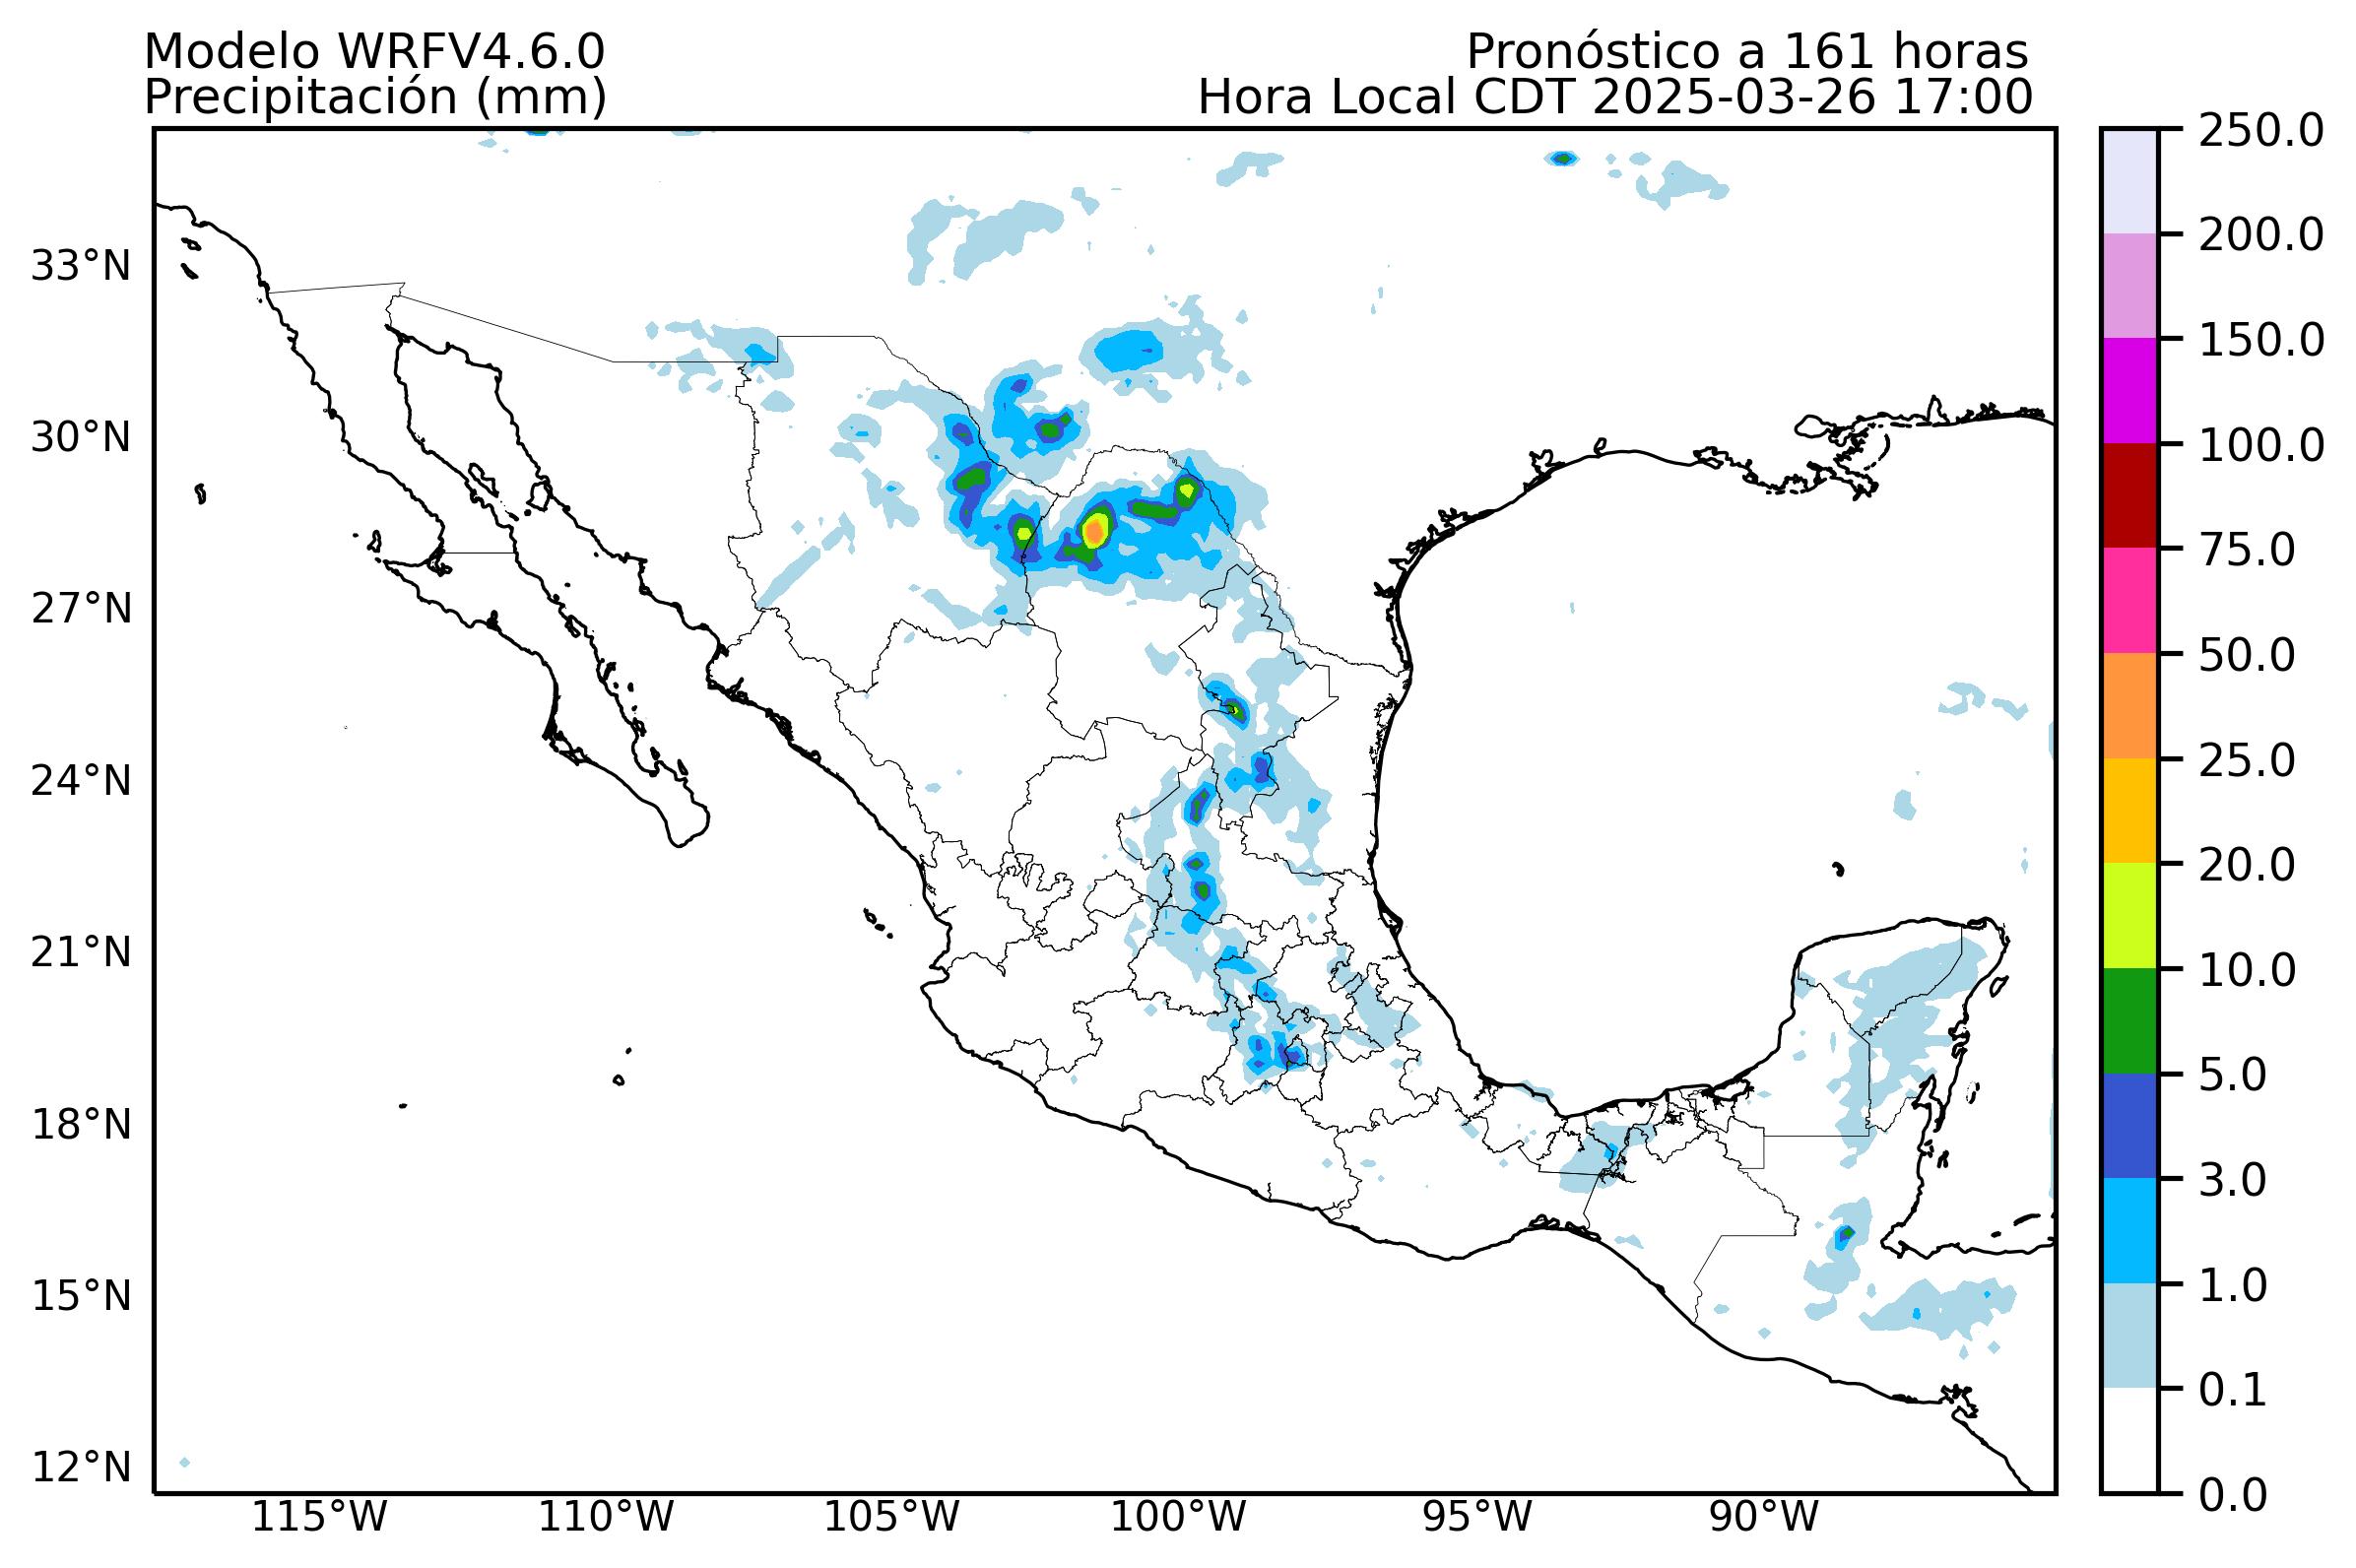 Modelo WRFV4.6.0
Pronóstico a 161 horas
Precipitación (mm)
Hora Local CDT 2025-03-26 17:00
33°N
30°N
27°N
24°N
21°N
18°N
15°N
12°N
115°W
110°W
105°W
100°W
95°W
90°W
250.0
200.0
150.0
100.0
75.0
50.0
25.0
20.0
10.0
5.0
3.0
1.0
0.1
0.0